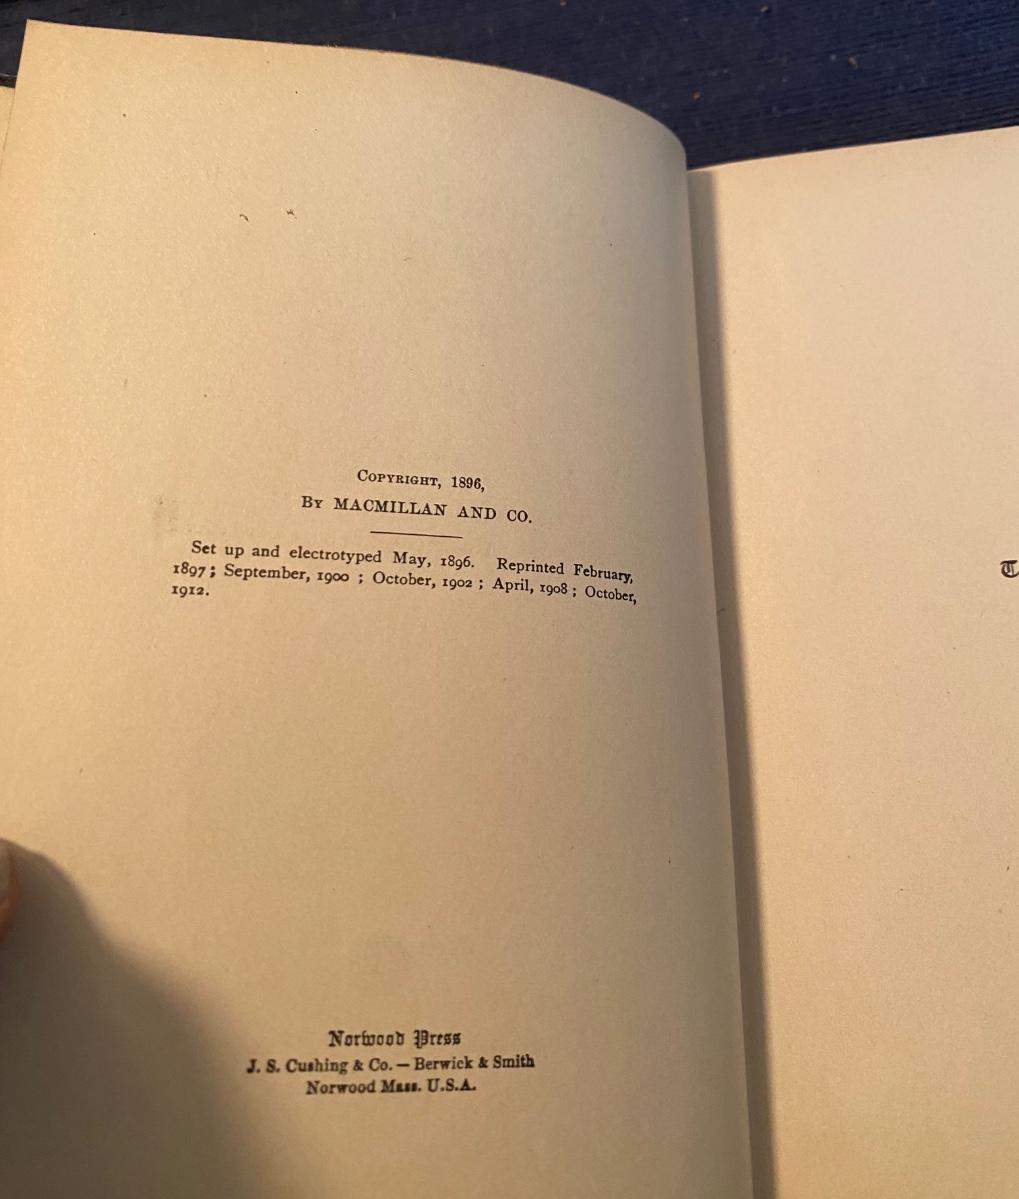 COPYRIGHT, 1896,
BY MACMILLAN AND CO.
Set up and electrotyped May, 1896. Reprinted February,
1897; September, 1900 ; October, 1902 ; April, 1908 ; October,
1912.
Norwood Press
J. S. Cushing & Co. — Berwick & Smith
Norwood Mass. U.S.A.